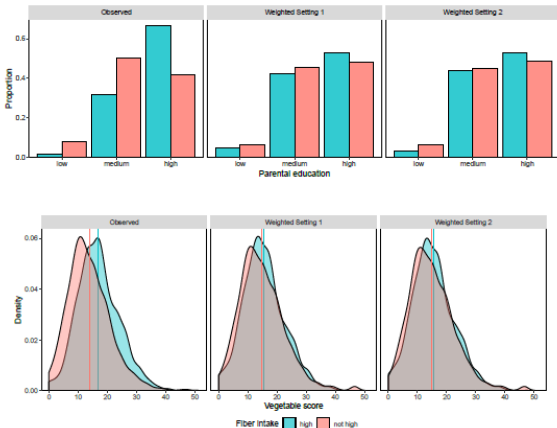 Observed Weighted Setting 1 Weighted Setting 2
0.6
0.4
0.2
0.0
Proportion
low medium high low medium high low medium high
Parental education
Observed Weighted Setting 1 Weighted Setting 2
0.06
0.04
0.02
0.00
Density
0 10 20 30 40 50 0 10 20 30 40 50 0 10 20 30 40 50
Vegetable score
Fiber Intake high not high